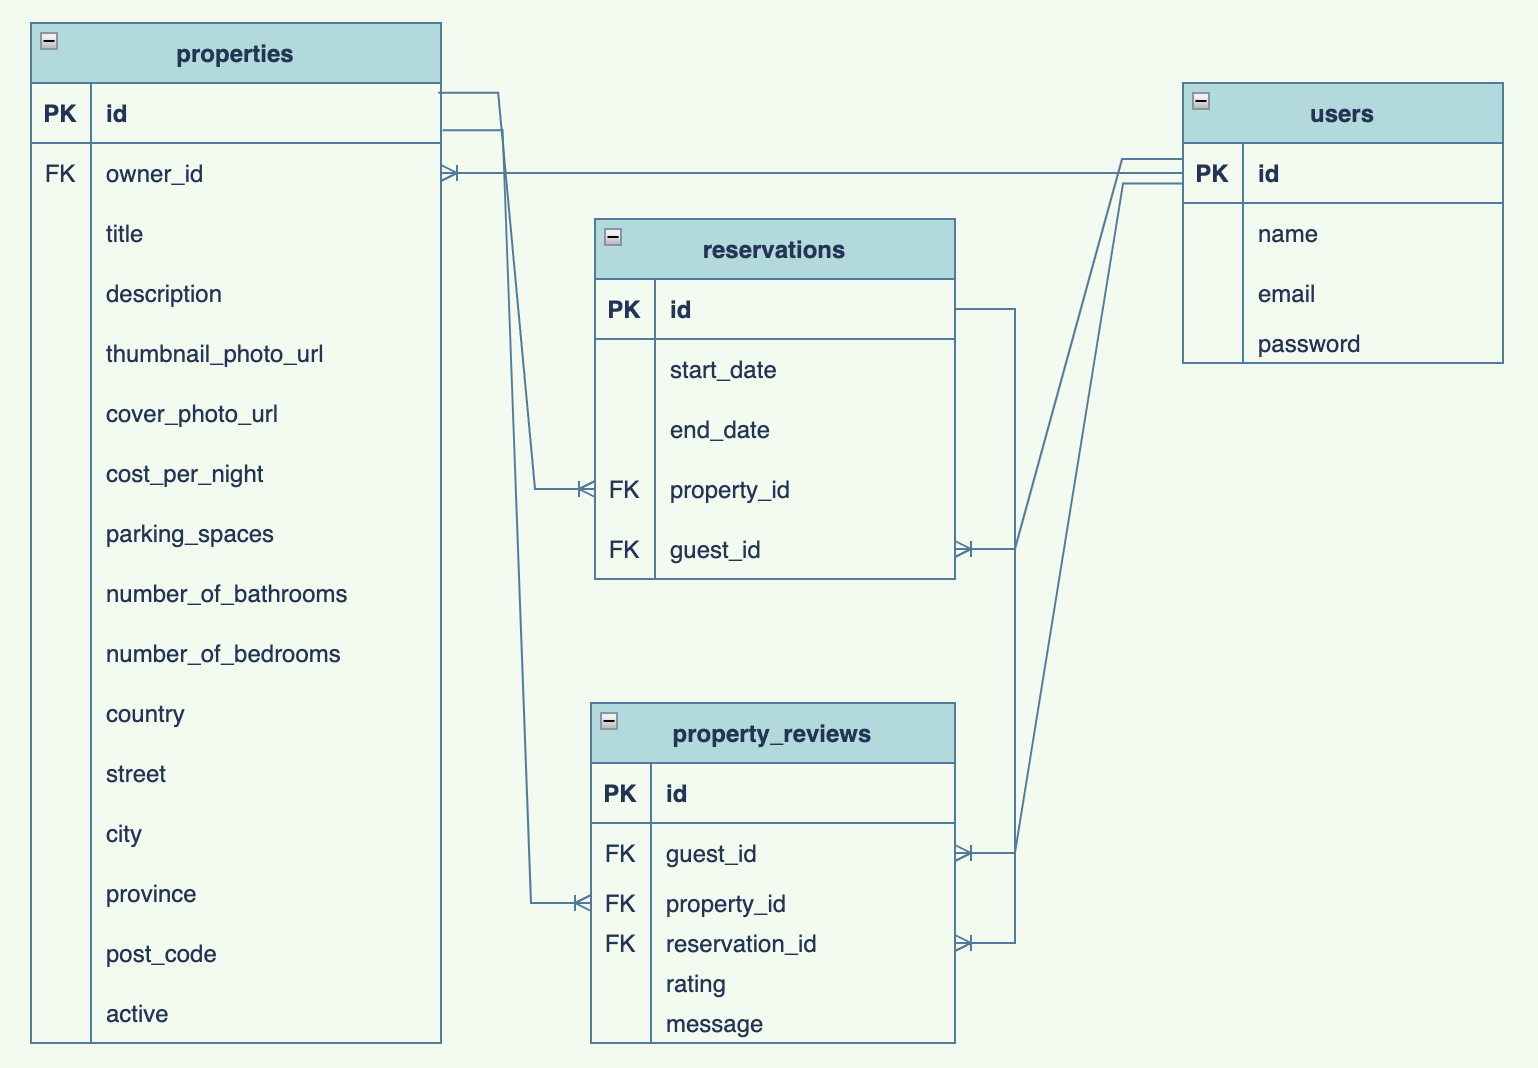 properties
PK id
FK owner_id
title
description
thumbnail_photo_url
cover_photo_url
cost_per_night
parking_spaces
number_of_bathrooms
number_of_bedrooms
country
street
city
province
post_code
active
reservations
PK id
start_date
end_date
FK property_id
FK guest_id
property_reviews
PK id
FK guest_id
FK property_id
FK reservation_id
rating
message
users
PK id
name
email
password